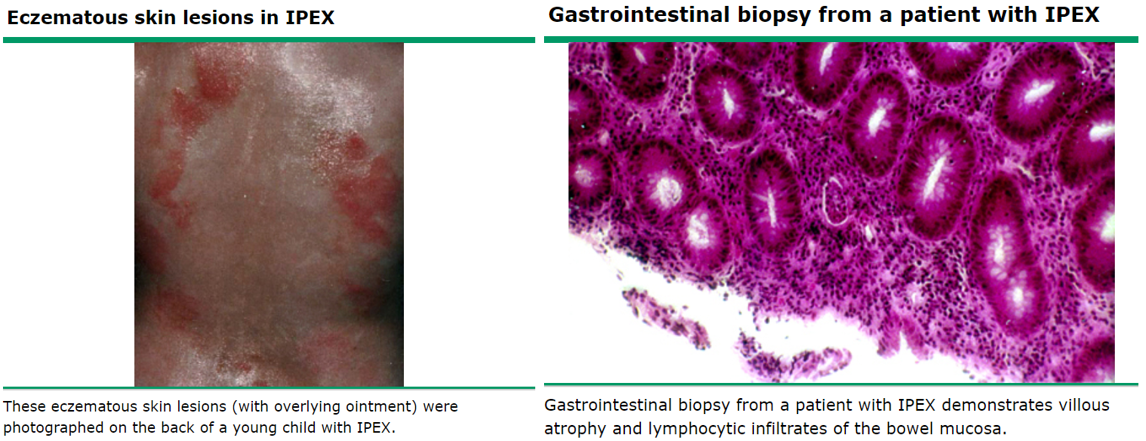 Eczematous skin lesions in IPEX
These eczematous skin lesions (with overlying ointment) were
photographed on the back of a young child with IPEX.
Gastrointestinal biopsy from a patient with IPEX
Gastrointestinal biopsy from a patient with IPEX demonstrates villous
atrophy and lymphocytic infiltrates of the bowel mucosa.